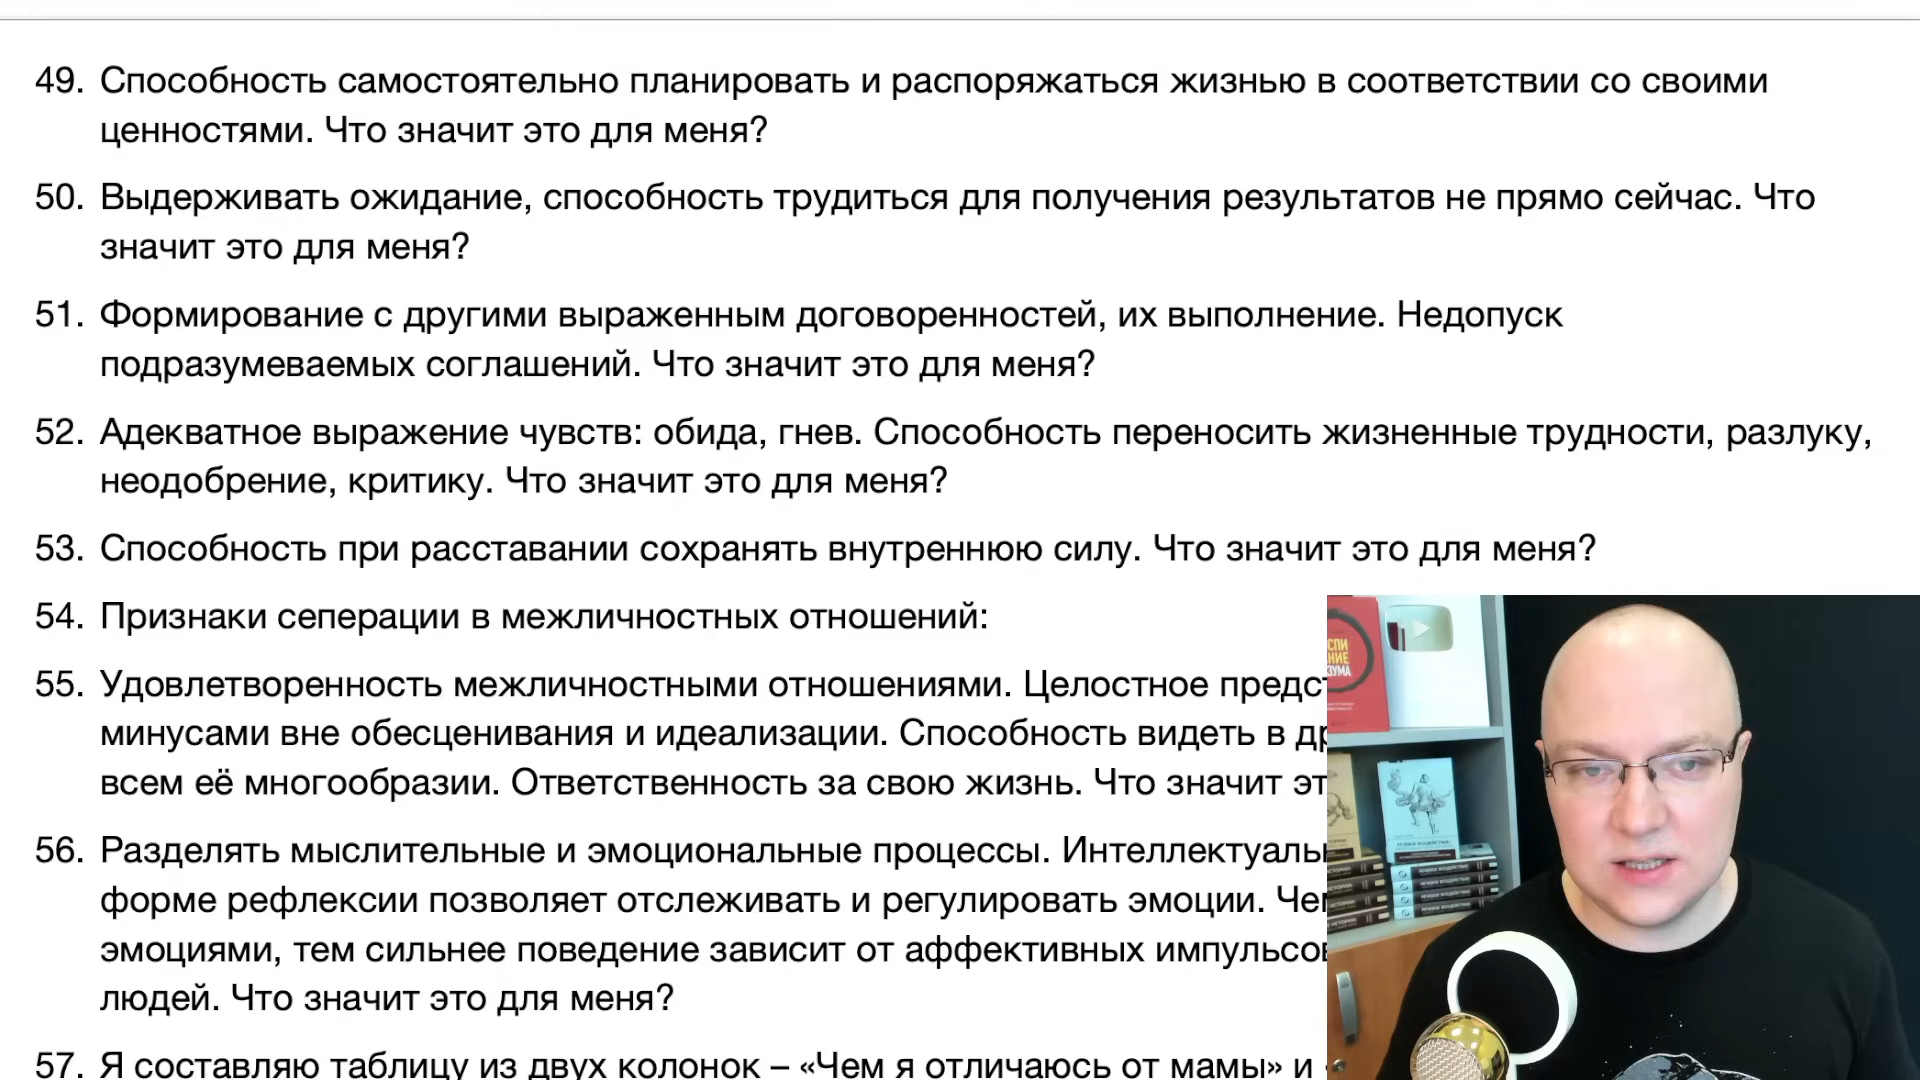 49. Способность самостоятельно планировать и распоряжаться жизнью в соответствии со своими
ценностями. Что значит это для меня?
50. Выдерживать ожидание, способность трудиться для получения результатов не прямо сейчас. Что
значит это для меня?
51. Формирование с другими выраженным договоренностей, их выполнение. Недопуск
подразумеваемых соглашений. Что значит это для меня?
52. Адекватное выражение чувств: обида, гнев. Способность переносить жизненные трудности, разлуку,
неодобрение, критику. Что значит это для меня?
53. Способность при расставании сохранять внутреннюю силу. Что значит это для меня?
54. Признаки сеперации в межличностных отношений:
55. Удовлетворенность межличностными отношениями. Целостное предс
минусами вне обесценивания и идеализации. Способность видеть в др
всем её многообразии. Ответственность за свою жизнь. Что значит эт
56. Разделять мыслительные и эмоциональные процессы. Интеллектуаль
форме рефлексии позволяет отслеживать и регулировать эмоции. Чем
эмоциями, тем сильнее поведение зависит от аффективных импульсов
людей. Что значит это для меня?
57. Я составляю таблицу из двух колонок – «Чем я отличаюсь от мамы» и
СПИ
НИЕ
ЗУМА